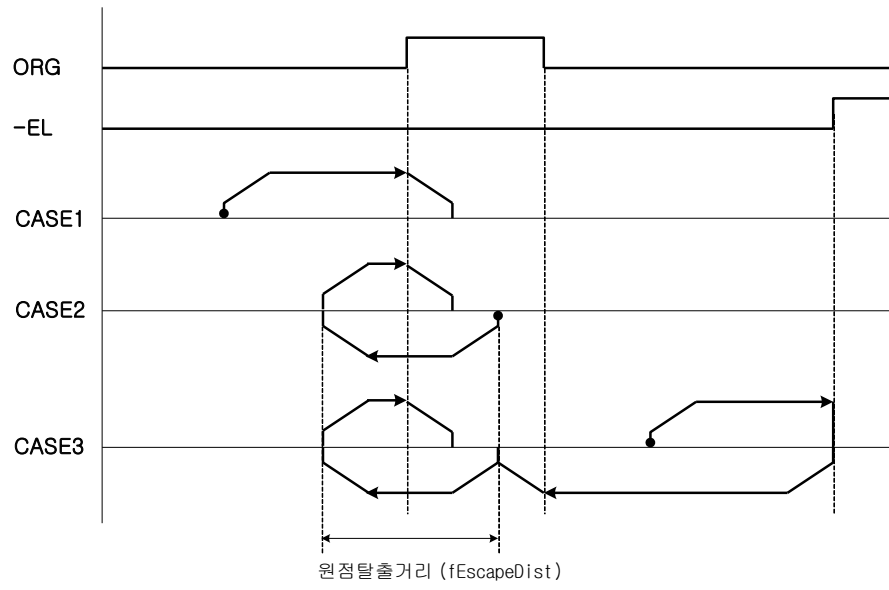 ORG
-EL
CASE1
CASE2
CASE3
원점탈출거리 (fEscapeDist)